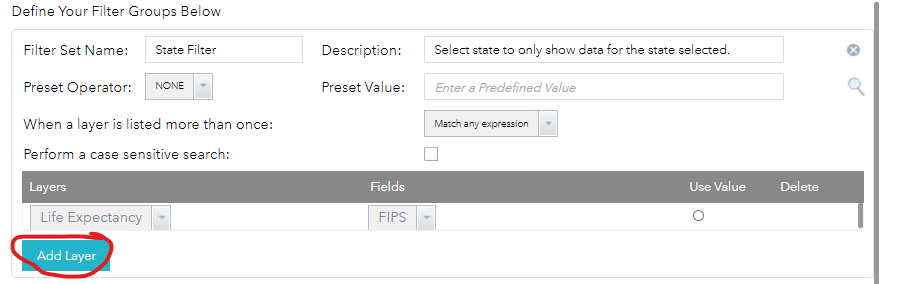 Define Your Filter Groups Below
Filter Set Name: State Filter Description: Select state to only show data for the state selected.
Preset Operator: NONE Preset Value: Enter a Predefined Value
When a layer is listed more than once: Match any expression
Perform a case sensitive search:
Layers Fields Use Value Delete
Life Expectancy FIPS
Add Layer